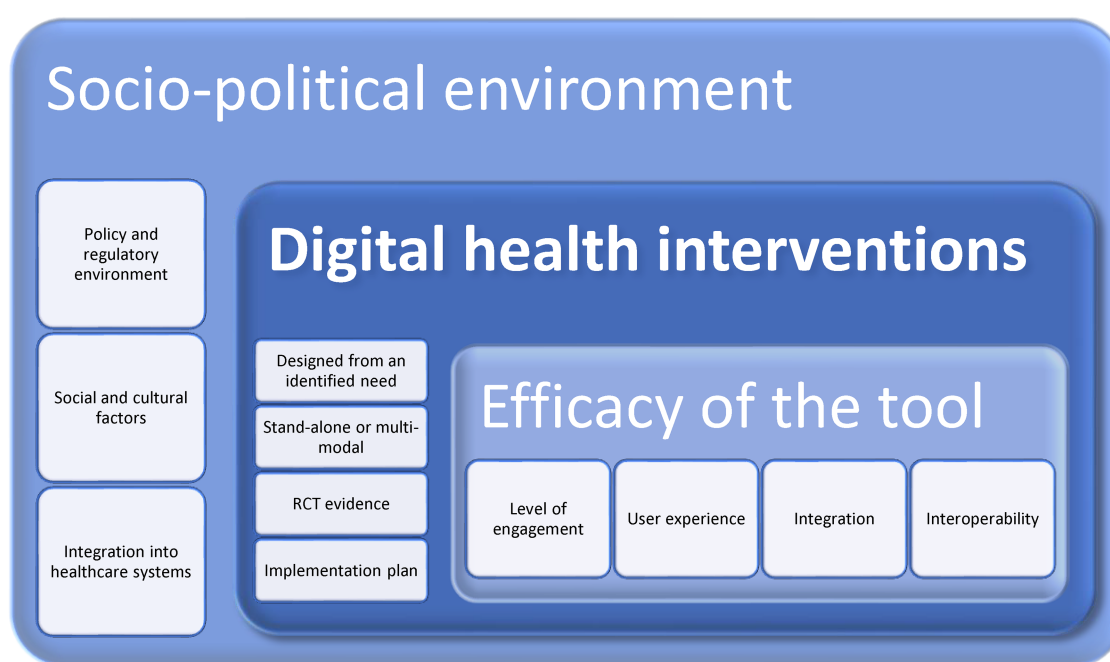 Socio-political environment
Policy and
regulatory
environment
Social and cultural
factors
Integration into
healthcare systems
Digital health interventions
Designed from an
identified need
Stand-alone or multi-
modal
RCT evidence
Implementation plan
Efficacy of the tool
Level of
engagement
User experience
Integration
Interoperability